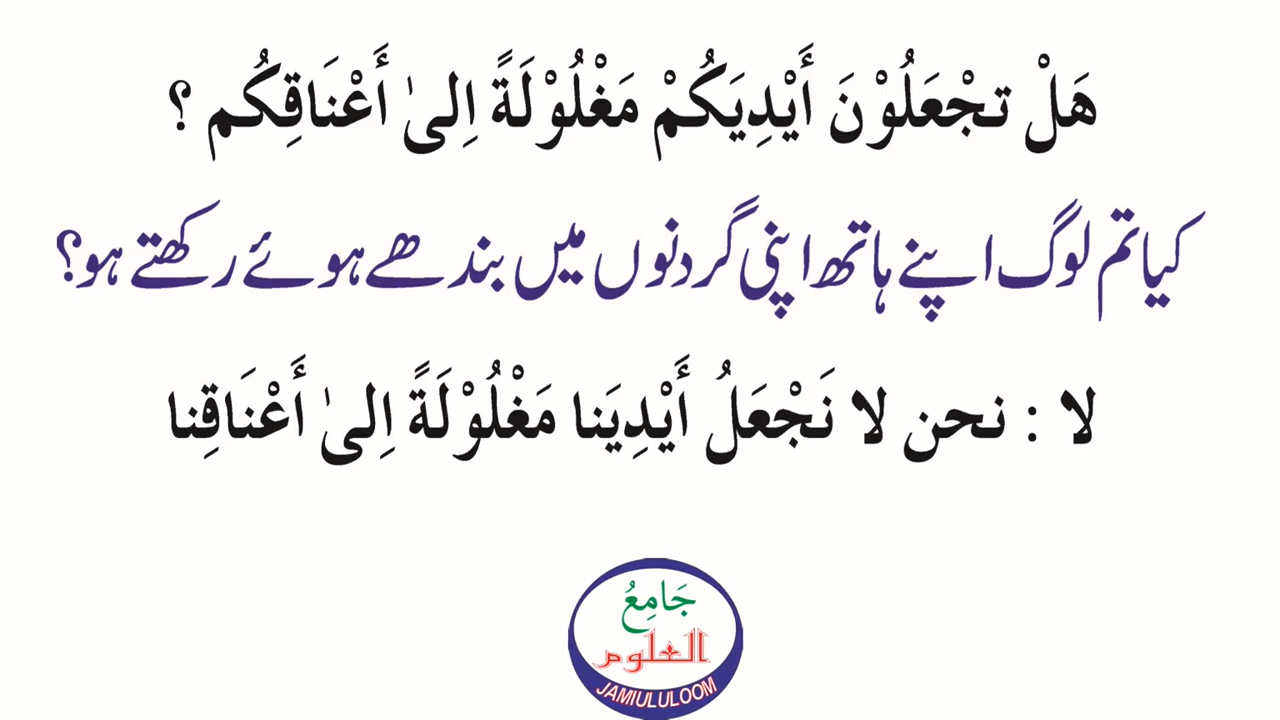 هَلْ تجْعَلُوْنَ أَيْدِيَكُمْ مَغْلُوْلَةً اِلىٰ أَعْنَاقِكُم ؟
کیا تم لوگ اپنے ہاتھ اپنی گردنوں میں بندھے ہوئے رکھتے ہو؟
لا : نحن لا نَجْعَلُ أَيْدِيَنا مَغْلُوْلَةً اِلىٰ أَعْنَاقِنا
جَامِعُ
العلوم
JAMIULULOOM